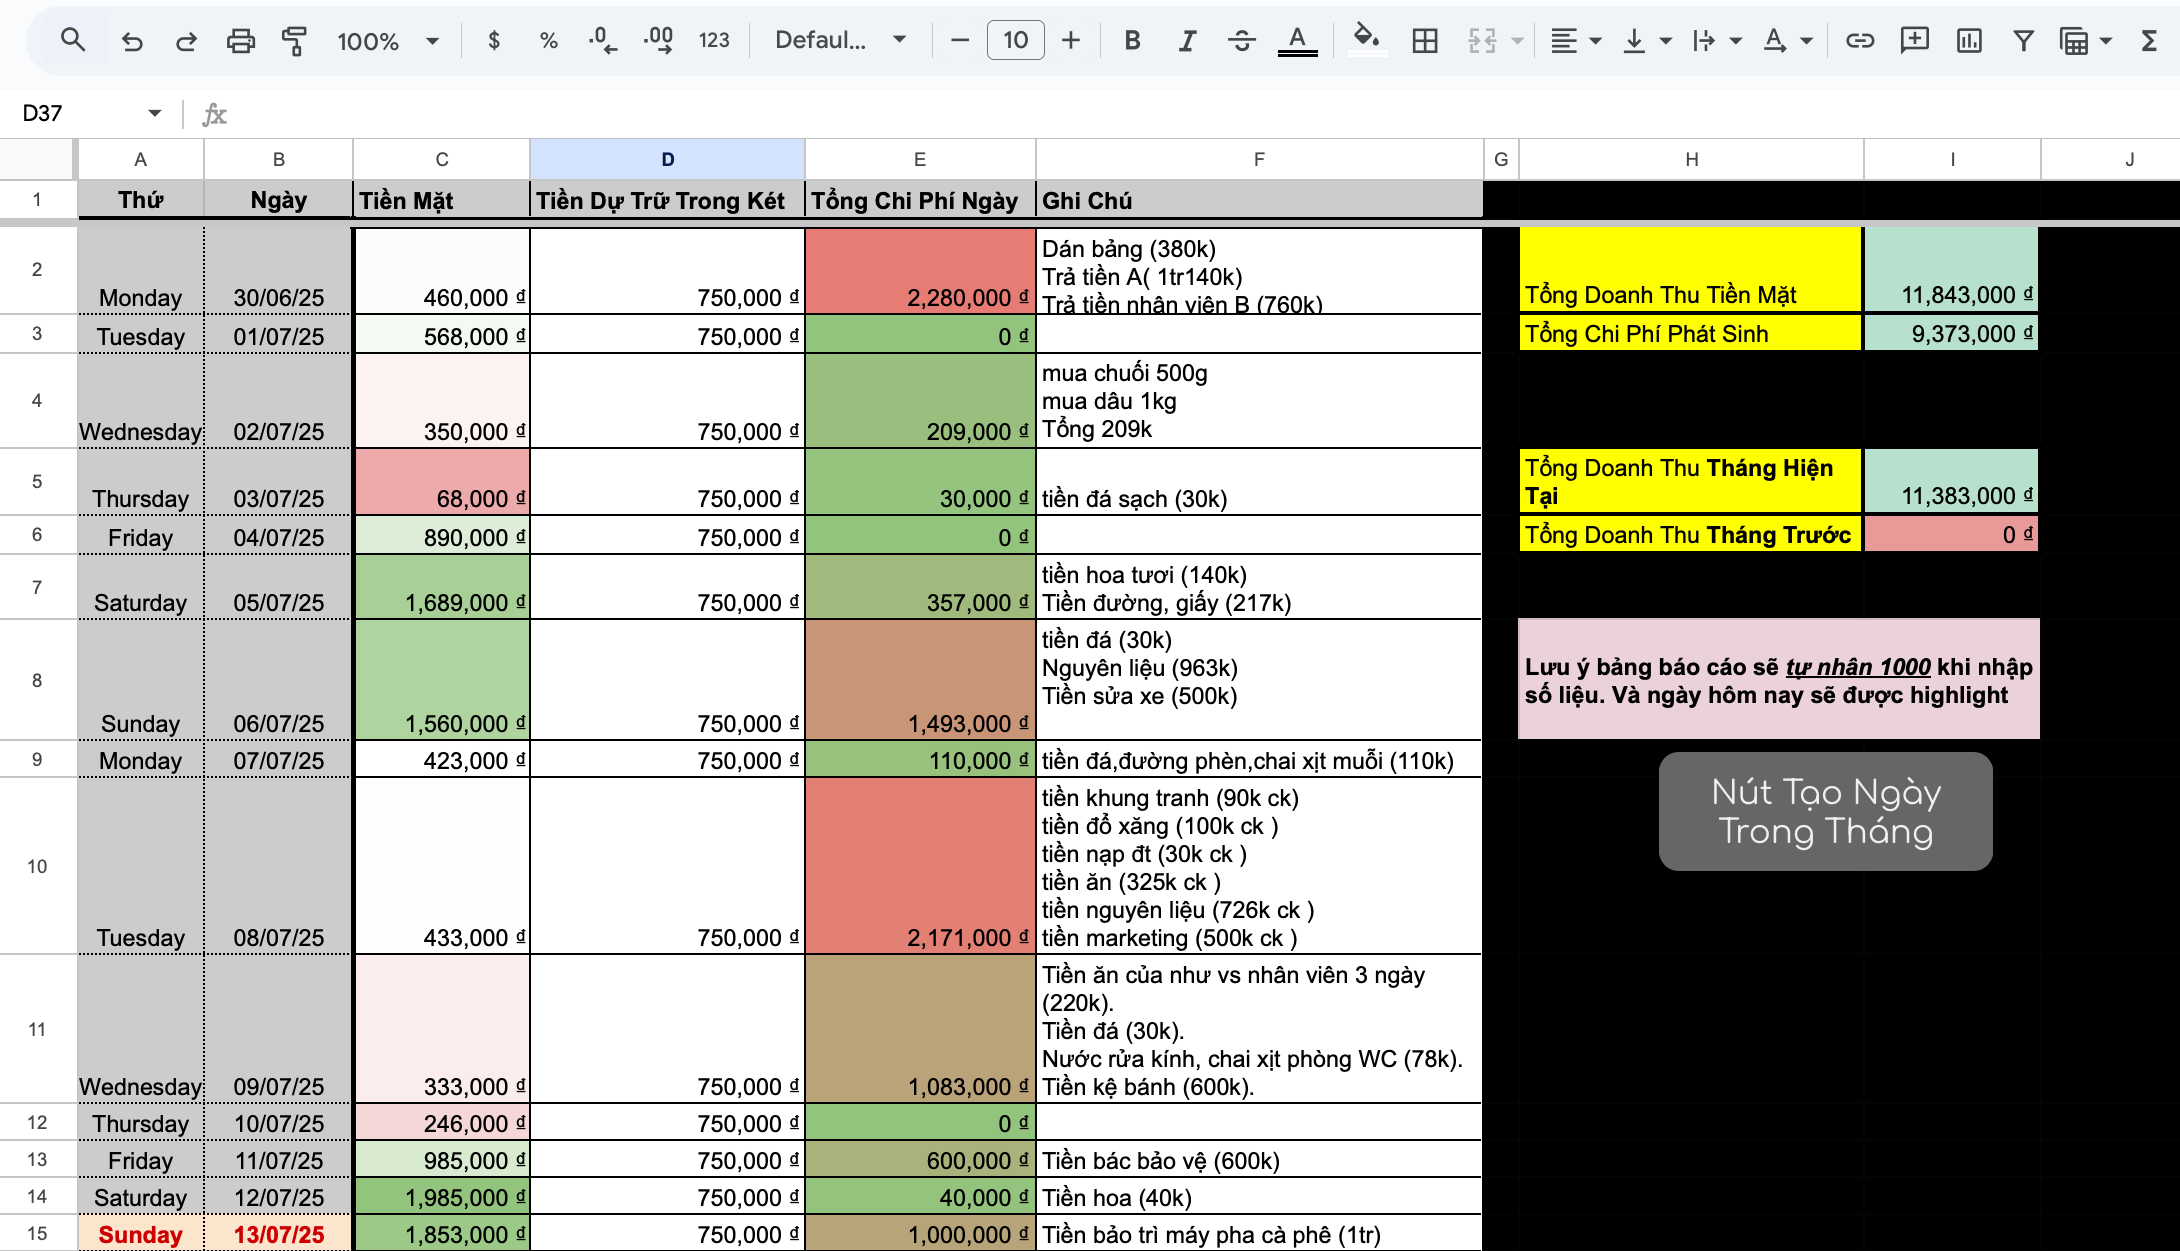 100%
$ % .0 .00 123 Defaul... 10 B I A
D37 fx
A B C D E F G H I J
1 Thứ Ngày Tiền Mặt Tiền Dự Trữ Trong Két Tổng Chi Phí Ngày Ghi Chú
Dán bảng (380k)
Trả tiền A( 1tr140k)
Trả tiền nhân viên B (760k)
2 Monday 30/06/25 460,000 đ 750,000 đ 2,280,000 đ
Tổng Doanh Thu Tiền Mặt 11,843,000 đ
3 Tuesday 01/07/25 568,000 đ 750,000 đ 0 đ
Tổng Chi Phí Phát Sinh 9,373,000 đ
mua chuối 500g
mua dâu 1kg
Tổng 209k
4 Wednesday 02/07/25 350,000 đ 750,000 đ 209,000 đ
5 Thursday 03/07/25 68,000 đ 750,000 đ 30,000 đ tiền đá sạch (30k)
Tổng Doanh Thu Tháng Hiện
Tại 11,383,000 đ
6 Friday 04/07/25 890,000 đ 750,000 đ 0 đ
Tổng Doanh Thu Tháng Trước 0 đ
tiền hoa tươi (140k)
Tiền đường, giấy (217k)
7 Saturday 05/07/25 1,689,000 đ 750,000 đ 357,000 đ
tiền đá (30k)
Nguyên liệu (963k)
Tiền sửa xe (500k)
8 Sunday 06/07/25 1,560,000 đ 750,000 đ 1,493,000 đ
Lưu ý bảng báo cáo sẽ tự nhân 1000 khi nhập
số liệu. Và ngày hôm nay sẽ được highlight
9 Monday 07/07/25 423,000 đ 750,000 đ 110,000 đ tiền đá,đường phèn,chai xịt muỗi (110k)
Nút Tạo Ngày
Trong Tháng
tiền khung tranh (90k ck)
tiền đổ xăng (100k ck )
tiền nạp đt (30k ck )
tiền ăn (325k ck )
tiền nguyên liệu (726k ck )
tiền marketing (500k ck )
10 Tuesday 08/07/25 433,000 đ 750,000 đ 2,171,000 đ
Tiền ăn của như vs nhân viên 3 ngày
(220k).
Tiền đá (30k).
Nước rửa kính, chai xịt phòng WC (78k).
Tiền kệ bánh (600k).
11 Wednesday 09/07/25 333,000 đ 750,000 đ 1,083,000 đ
12 Thursday 10/07/25 246,000 đ 750,000 đ 0 đ
13 Friday 11/07/25 985,000 đ 750,000 đ 600,000 đ Tiền bác bảo vệ (600k)
14 Saturday 12/07/25 1,985,000 đ 750,000 đ 40,000 đ Tiền hoa (40k)
15 Sunday 13/07/25 1,853,000 đ 750,000 đ 1,000,000 đ Tiền bảo trì máy pha cà phê (1tr)